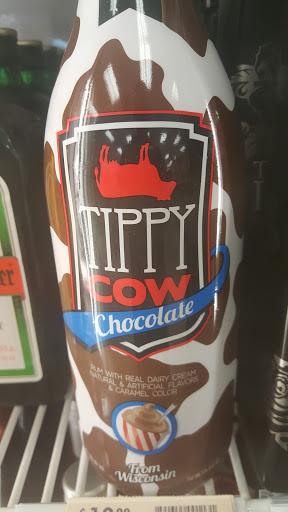 TIPPY
COW
Chocolate
RUM WITH REAL DAIRY CREAM
NATURAL & ARTIFICIAL FLAVORS
& CARAMEL COLOR
From
Wisconsin